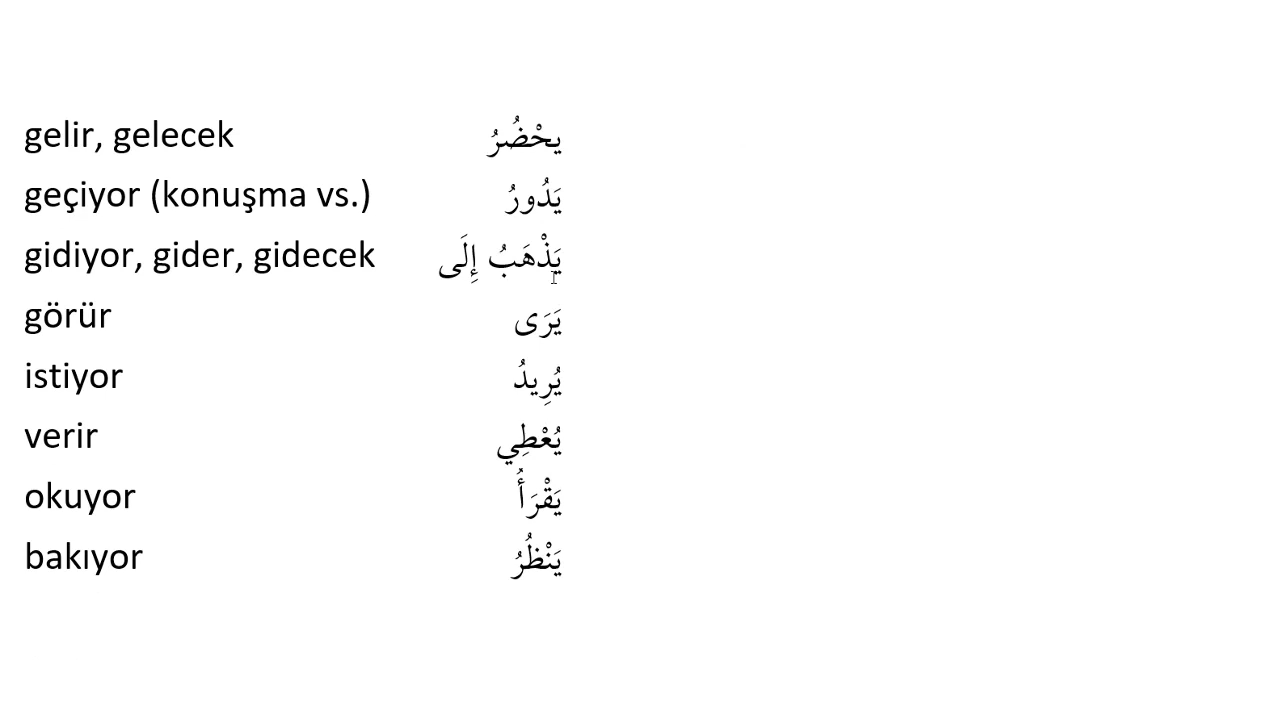 gelir, gelecek يحْضُرُ
geçiyor (konuşma vs.) يَدُورُ
gidiyor, gider, gidecek يَذْهَبُ إِلَى
görür يَرَى
istiyor يُرِيدُ
verir يُعْطِي
okuyor يَقْرَأُ
bakıyor يَنْظُرُ